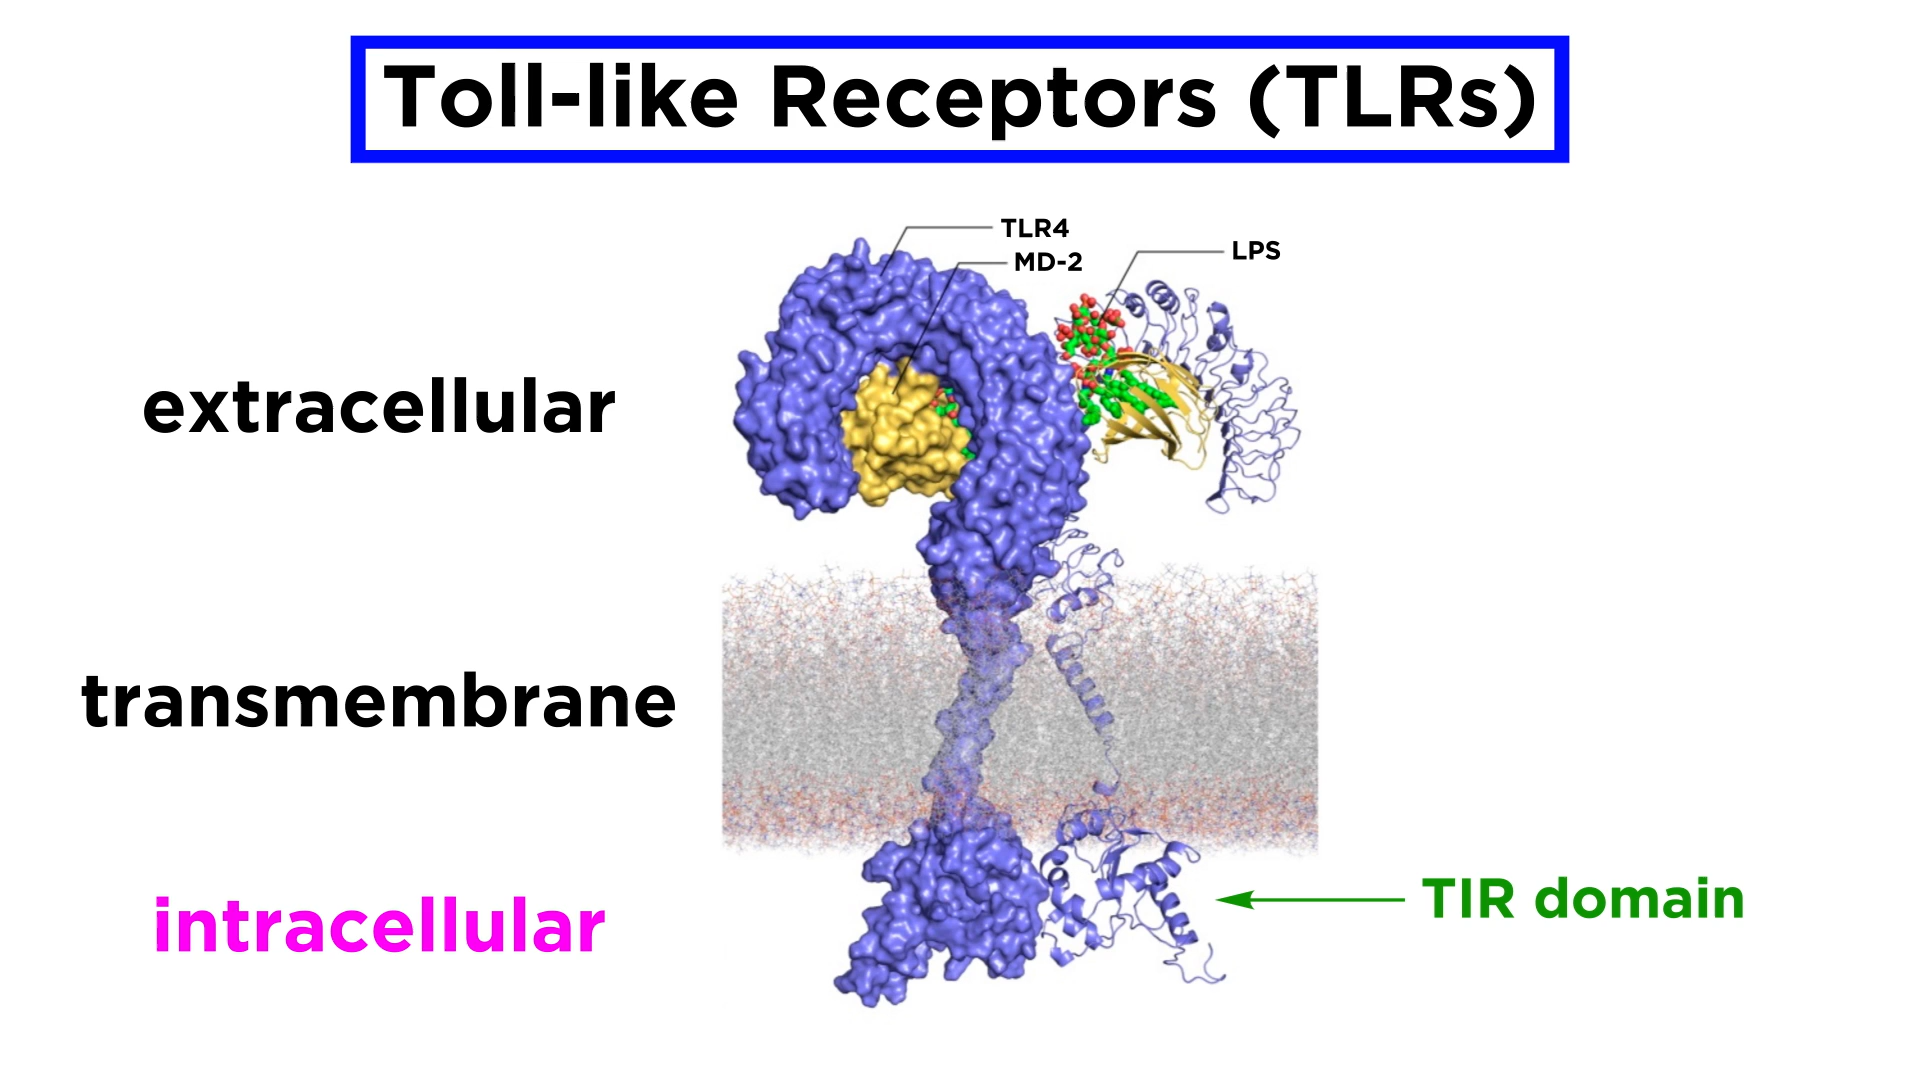 Toll-like Receptors (TLRs)
TLR4
MD-2
LPS
extracellular
transmembrane
intracellular
TIR domain